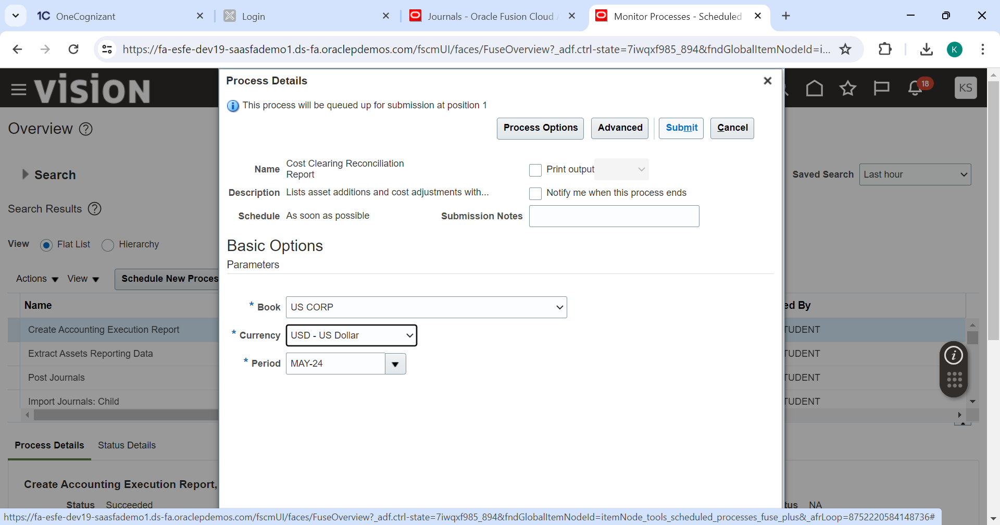 1C OneCognizant
Login
Journals - Oracle Fusion Cloud
Monitor Processes - Scheduled
https://fa-esfe-dev19-saasfademo1.ds-fa.oraclepdemos.com/fscmUI/faces/FuseOverview?_adf.ctrl-state=7iwqxf985_894&fndGlobalItemNodeId=i...
K
VISION
18
KS
Process Details
This process will be queued up for submission at position 1
Process Options
Advanced
Submit
Cancel
Overview
Search
Saved Search Last hour
Search Results
View Flat List Hierarchy
Actions View Schedule New Proces
Name
Create Accounting Execution Report
Extract Assets Reporting Data
Post Journals
Import Journals: Child
Name Cost Clearing Reconciliation
Report
Print output
Description Lists asset additions and cost adjustments with...
Notify me when this process ends
Schedule As soon as possible
Submission Notes
Basic Options
Parameters
* Book US CORP
* Currency USD - US Dollar
* Period MAY-24
ed By
TUDENT
TUDENT
TUDENT
TUDENT
Process Details Status Details
Create Accounting Execution Report,
Status Succeeded
tus NA
https://fa-esfe-dev19-saasfademo1.ds-fa.oraclepdemos.com/fscmUI/faces/FuseOverview?_adf.ctrl-state=7iwqxf985_894&fndGlobalItemNodeId=itemNode_tools_scheduled_processes_fuse_plus&_afrLoop=8752220584148736#